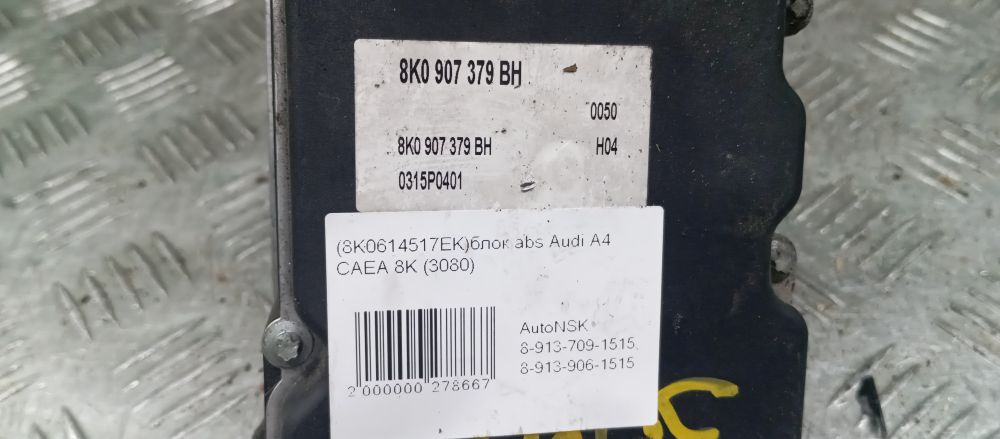 8K0 907 379 BH
0050
8K0 907 379 BH H04
0315P0401
(8K0614517EK)блок abs Audi A4
CAEA 8K (3080)
AutoNSK
8-913-709-1515
8-913-906-1515
2 000000 278667